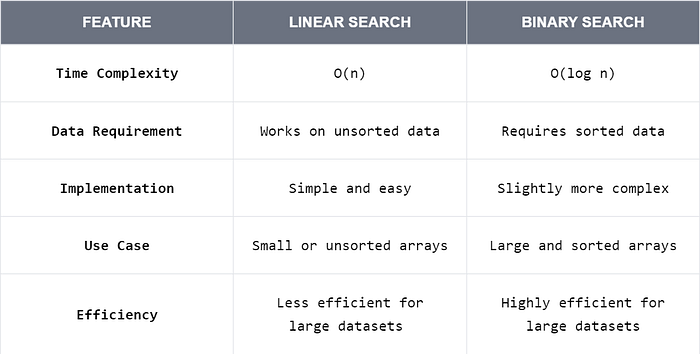 FEATURE LINEAR SEARCH BINARY SEARCH
Time Complexity O(n) O(log n)
Data Requirement Works on unsorted data Requires sorted data
Implementation Simple and easy Slightly more complex
Use Case Small or unsorted arrays Large and sorted arrays
Efficiency Less efficient for large datasets Highly efficient for large datasets